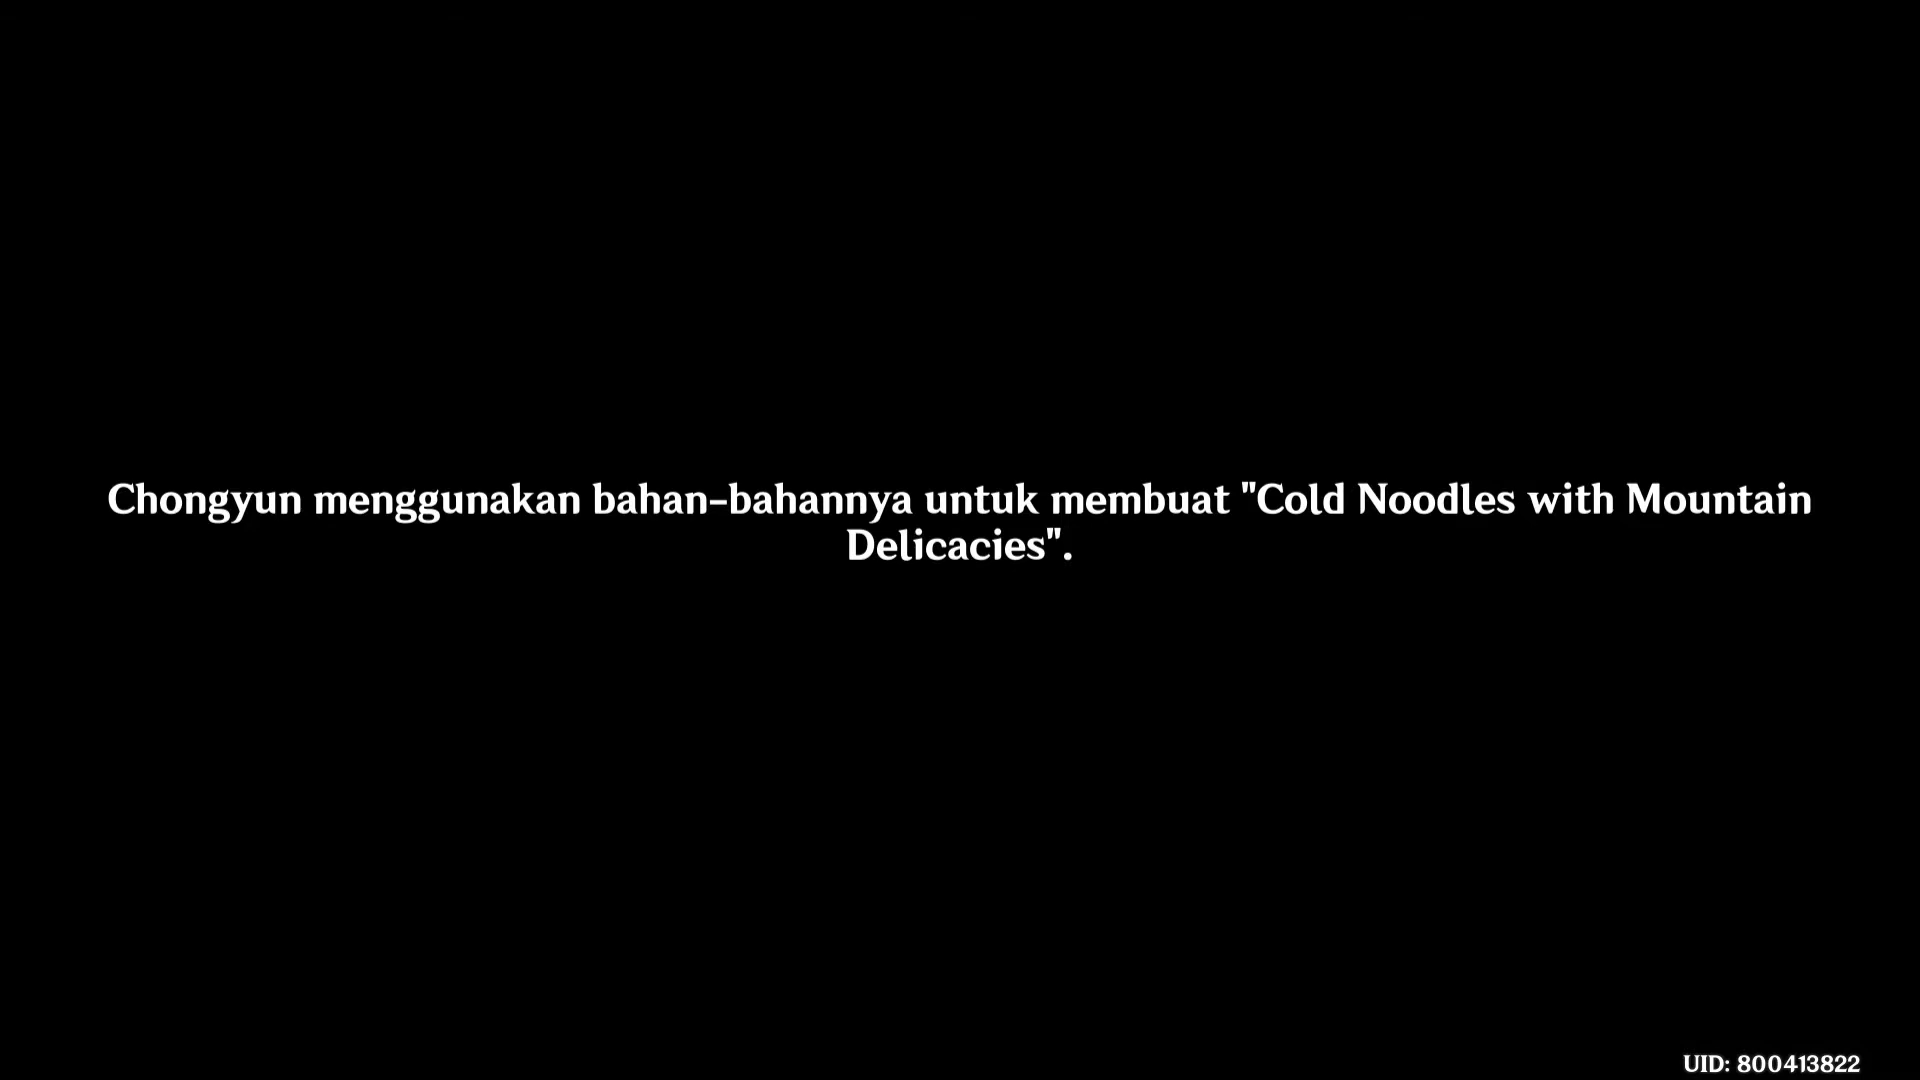 Chongyun menggunakan bahan-bahannya untuk membuat "Cold Noodles with Mountain
Delicacies".
UID: 800413822